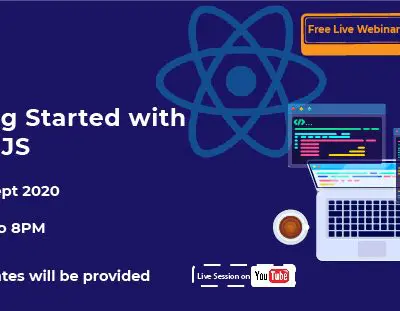 Free Live Webinar
g Started with
JS
ept 2020
o 8PM
ates will be provided
Live Session on YouTube